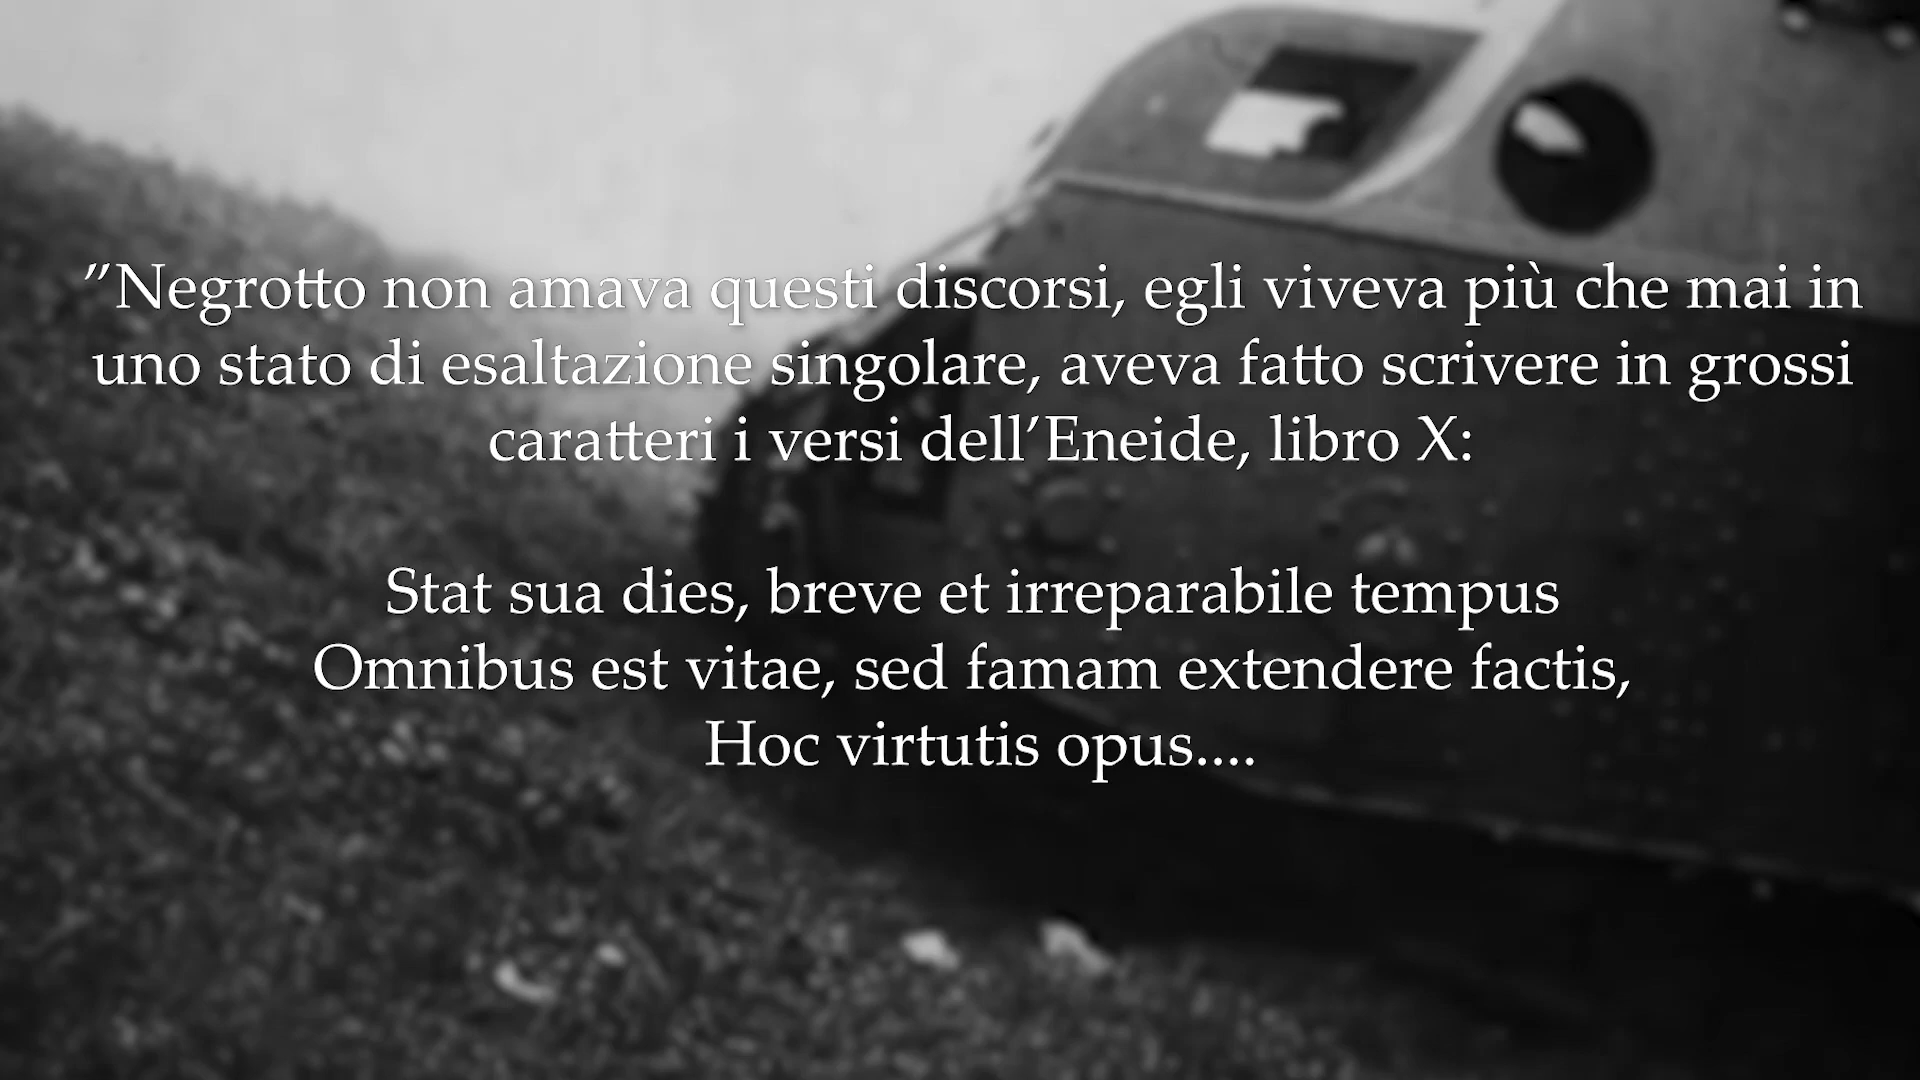 ”Negrotto non amava questi discorsi, egli viveva più che mai in
uno stato di esaltazione singolare, aveva fatto scrivere in grossi
caratteri i versi dell’Eneide, libro X:
Stat sua dies, breve et irreparabile tempus
Omnibus est vitae, sed famam extendere factis,
Hoc virtutis opus....